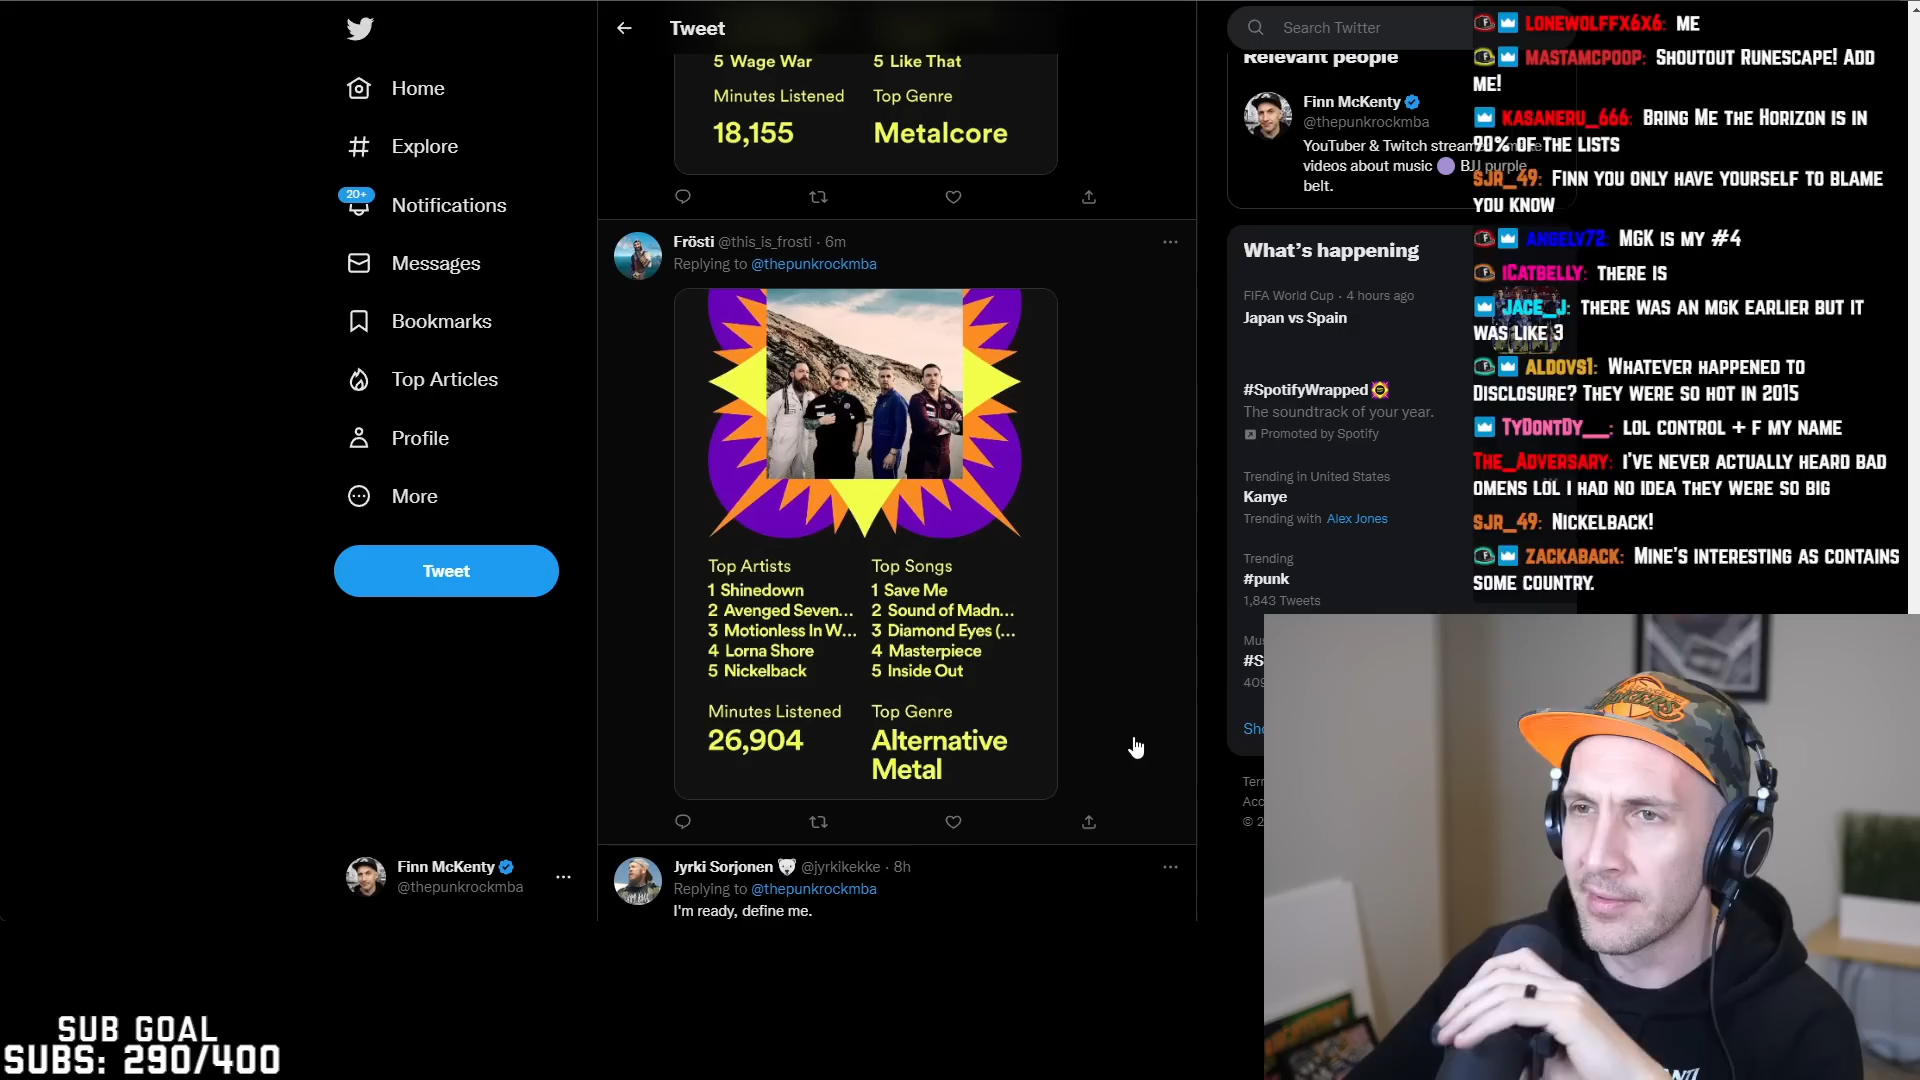 Home
Explore
20+
Notifications
Messages
Bookmarks
Top Articles
Profile
More
Tweet
Finn McKenty
@thepunkrockmba
SUB GOAL
SUBS: 290/400
Tweet
5 Wage War
5 Like That
Minutes Listened
Top Genre
18,155
Metalcore
Frösti @this_is_frosti · 6m
Replying to @thepunkrockmba
Top Artists
1 Shinedown
2 Avenged Seven...
3 Motionless In W...
4 Lorna Shore
5 Nickelback
Top Songs
1 Save Me
2 Sound of Madn...
3 Diamond Eyes (...
4 Masterpiece
5 Inside Out
Minutes Listened
26,904
Top Genre
Alternative
Metal
Jyrki Sorjonen @jyrkikekke · 8h
Replying to @thepunkrockmba
I'm ready, define me.
Search Twitter
Relevant people
Finn McKenty
@thepunkrockmba
YouTuber & Twitch
videos about music BJJ purple
belt.
What's happening
FIFA World Cup · 4 hours ago
Japan vs Spain
#SpotifyWrapped
The soundtrack of your year.
Promoted by Spotify
Trending in United States
Kanye
Trending with Alex Jones
Trending
#punk
1,843 Tweets
LONEWOLFFX6X6: ME
MASTAMCPOOP: SHOUTOUT RUNESCAPE! ADD
ME!
KASANERU_666: BRING ME THE HORIZON IS IN
90% OF THE LISTS
SJR_49: FINN YOU ONLY HAVE YOURSELF TO BLAME
YOU KNOW
ANGELV72: MGK IS MY #4
ICATBELLY: THERE IS
JACE_J: THERE WAS AN MGK EARLIER BUT IT
WAS LIKE 3
ALDOVS1: WHATEVER HAPPENED TO
DISCLOSURE? THEY WERE SO HOT IN 2015
TYDONTDY__: LOL CONTROL + F MY NAME
THE_ADVERSARY: I'VE NEVER ACTUALLY HEARD BAD
OMENS LOL I HAD NO IDEA THEY WERE SO BIG
SJR_49: NICKELBACK!
ZACKABACK: MINE'S INTERESTING AS CONTAINS
SOME COUNTRY.